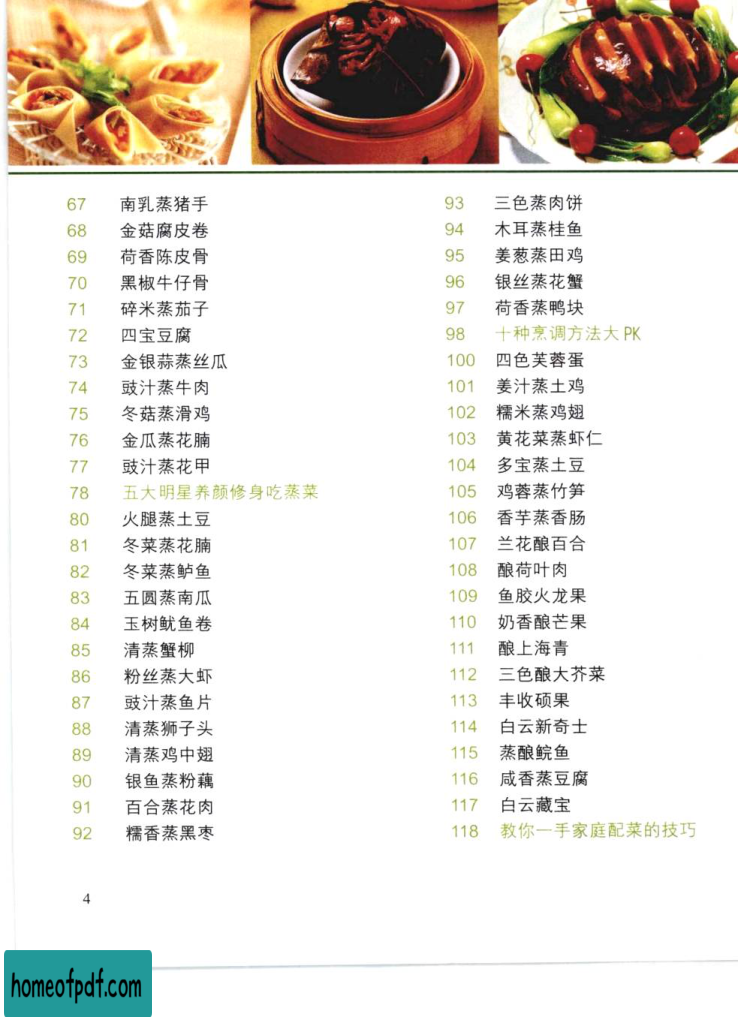 67 南乳蒸猪手
68 金菇腐皮卷
69 荷香陈皮骨
70 黑椒牛仔骨
71 碎米蒸茄子
72 四宝豆腐
73 金银蒜蒸丝瓜
74 豉汁蒸牛肉
75 冬菇蒸滑鸡
76 金瓜蒸花腩
77 豉汁蒸花甲
78 五大明星养颜修身吃蒸菜
80 火腿蒸土豆
81 冬菜蒸花腩
82 冬菜蒸鲈鱼
83 五圆蒸南瓜
84 玉树鱿鱼卷
85 清蒸蟹柳
86 粉丝蒸大虾
87 豉汁蒸鱼片
88 清蒸狮子头
89 清蒸鸡中翅
90 银鱼蒸粉藕
91 百合蒸花肉
92 糯香蒸黑枣
93 三色蒸肉饼
94 木耳蒸桂鱼
95 姜葱蒸田鸡
96 银丝蒸花蟹
97 荷香蒸鸭块
98 十种烹调方法大PK
100 四色芙蓉蛋
101 姜汁蒸土鸡
102 糯米蒸鸡翅
103 黄花菜蒸虾仁
104 多宝蒸土豆
105 鸡蓉蒸竹笋
106 香芋蒸香肠
107 兰花酿百合
108 酿荷叶肉
109 鱼胶火龙果
110 奶香酿芒果
111 酿上海青
112 三色酿大芥菜
113 丰收硕果
114 白云新奇士
115 蒸酿鲩鱼
116 咸香蒸豆腐
117 白云藏宝
118 教你一手家庭配菜的技巧
4
homeofpdf.com